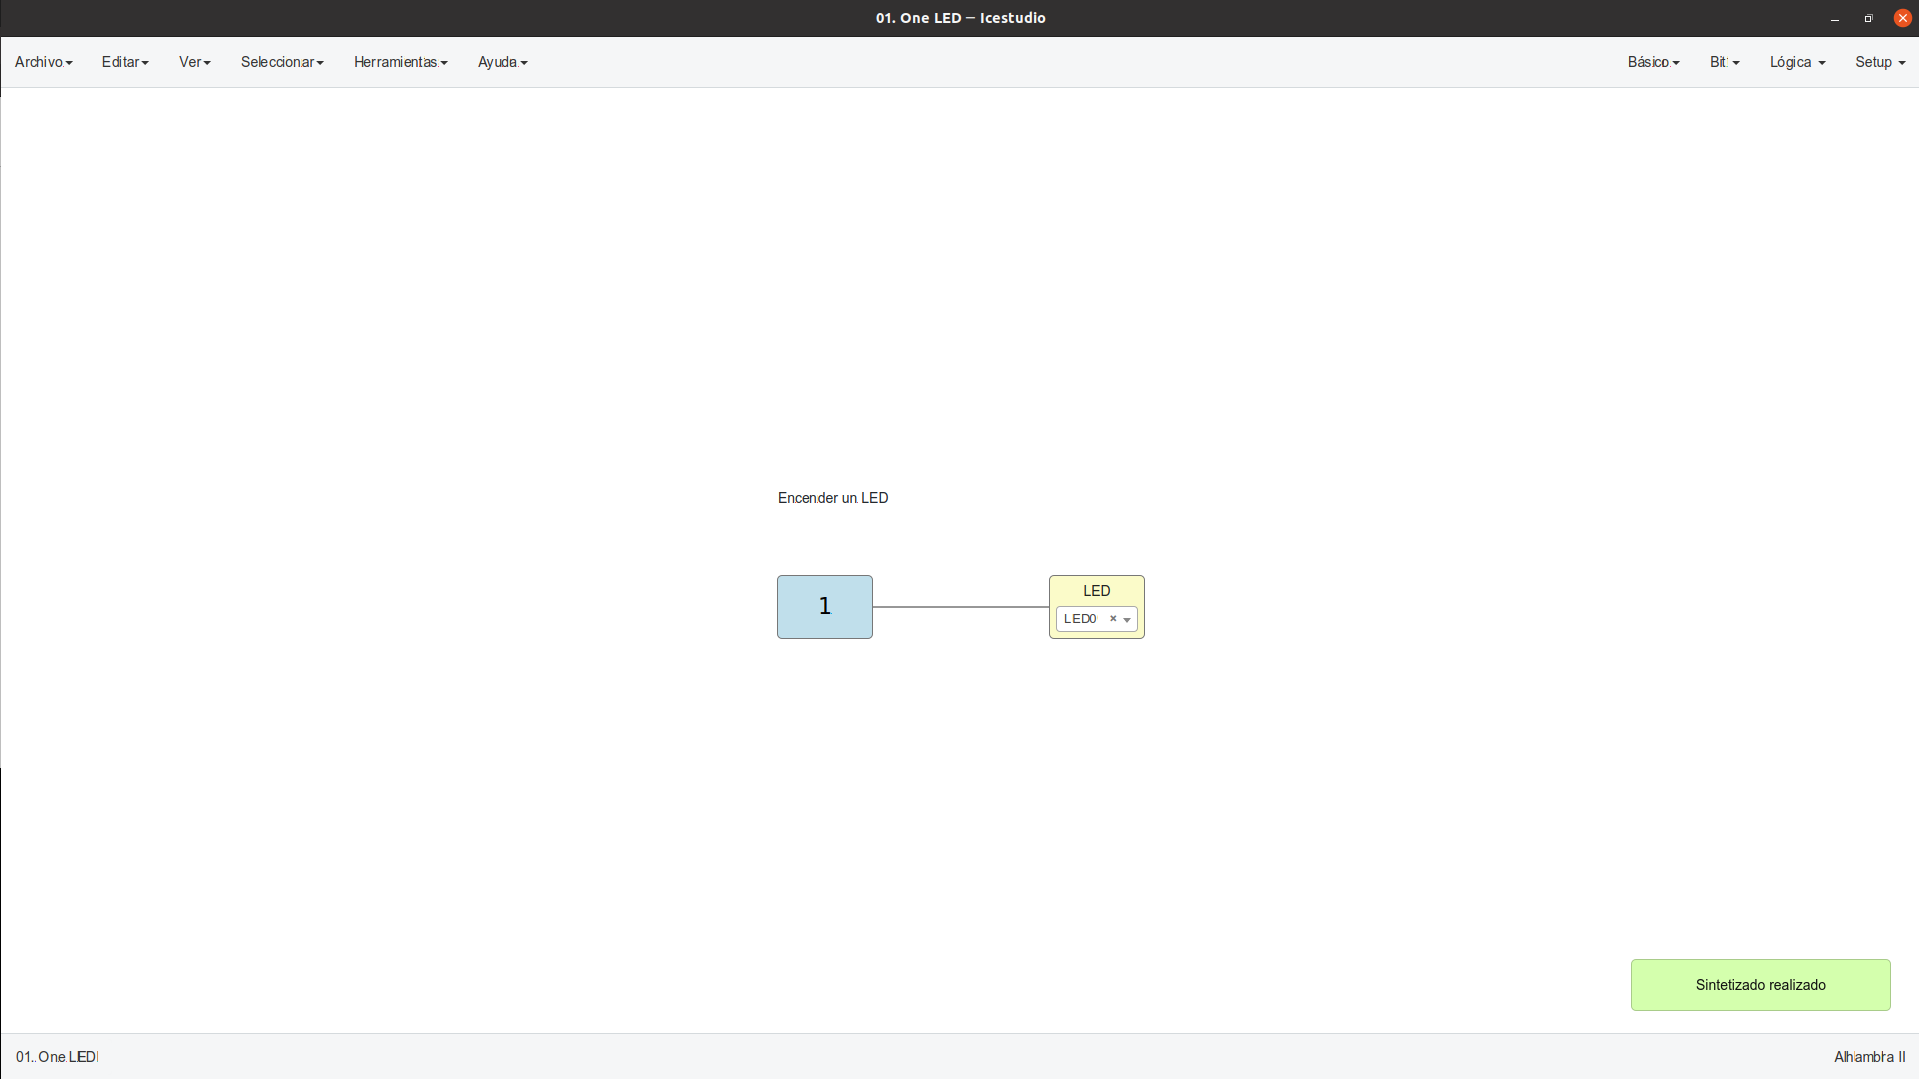 01. One LED ─ Icestudio
Archivo Editar Ver Seleccionar Herramientas Ayuda Básico Bit Lógica Setup
Encender un LED
1
LED
LED0
Sintetizado realizado
01. One LED Alhambra II